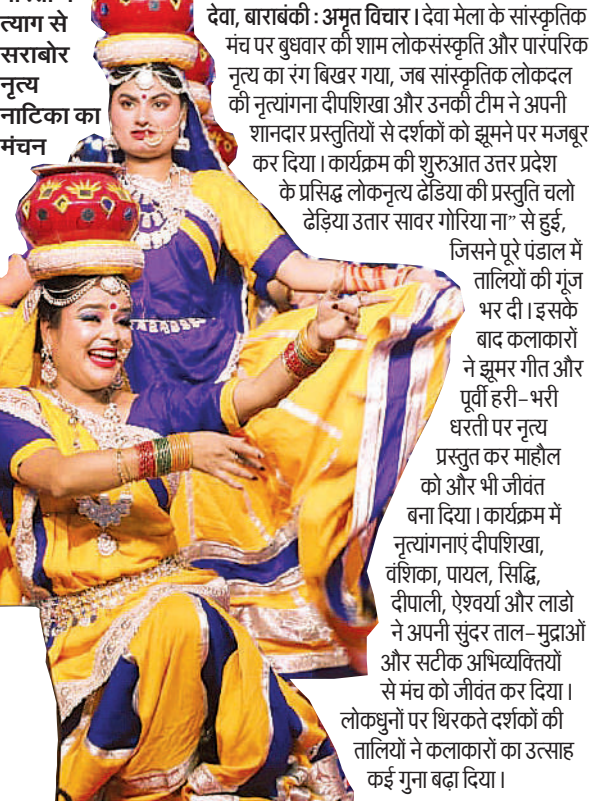 त्याग से
सराबोर
नृत्य
नाटिका का
मंचन
देवा, बाराबंकी : अमृत विचार। देवा मेला के सांस्कृतिक
मंच पर बुधवार की शाम लोकसंस्कृति और पारंपरिक
नृत्य का रंग बिखर गया, जब सांस्कृतिक लोकदल
की नृत्यांगना दीपशिखा और उनकी टीम ने अपनी
शानदार प्रस्तुतियों से दर्शकों को झूमने पर मजबूर
कर दिया। कार्यक्रम की शुरुआत उत्तर प्रदेश
के प्रसिद्ध लोकनृत्य ढेडिया की प्रस्तुति चलो
ढेड़िया उतार सावर गोरिया ना” से हुई,
जिसने पूरे पंडाल में
तालियों की गूंज
भर दी। इसके
बाद कलाकारों
ने झूमर गीत और
पूर्वी हरी-भरी
धरती पर नृत्य
प्रस्तुत कर माहौल
को और भी जीवंत
बना दिया। कार्यक्रम में
नृत्यांगनाएं दीपशिखा,
वंशिका, पायल, सिद्धि,
दीपाली, ऐश्वर्या और लाडो
ने अपनी सुंदर ताल-मुद्राओं
और सटीक अभिव्यक्तियों
से मंच को जीवंत कर दिया।
लोकधुनों पर थिरकते दर्शकों की
तालियों ने कलाकारों का उत्साह
कई गुना बढ़ा दिया।